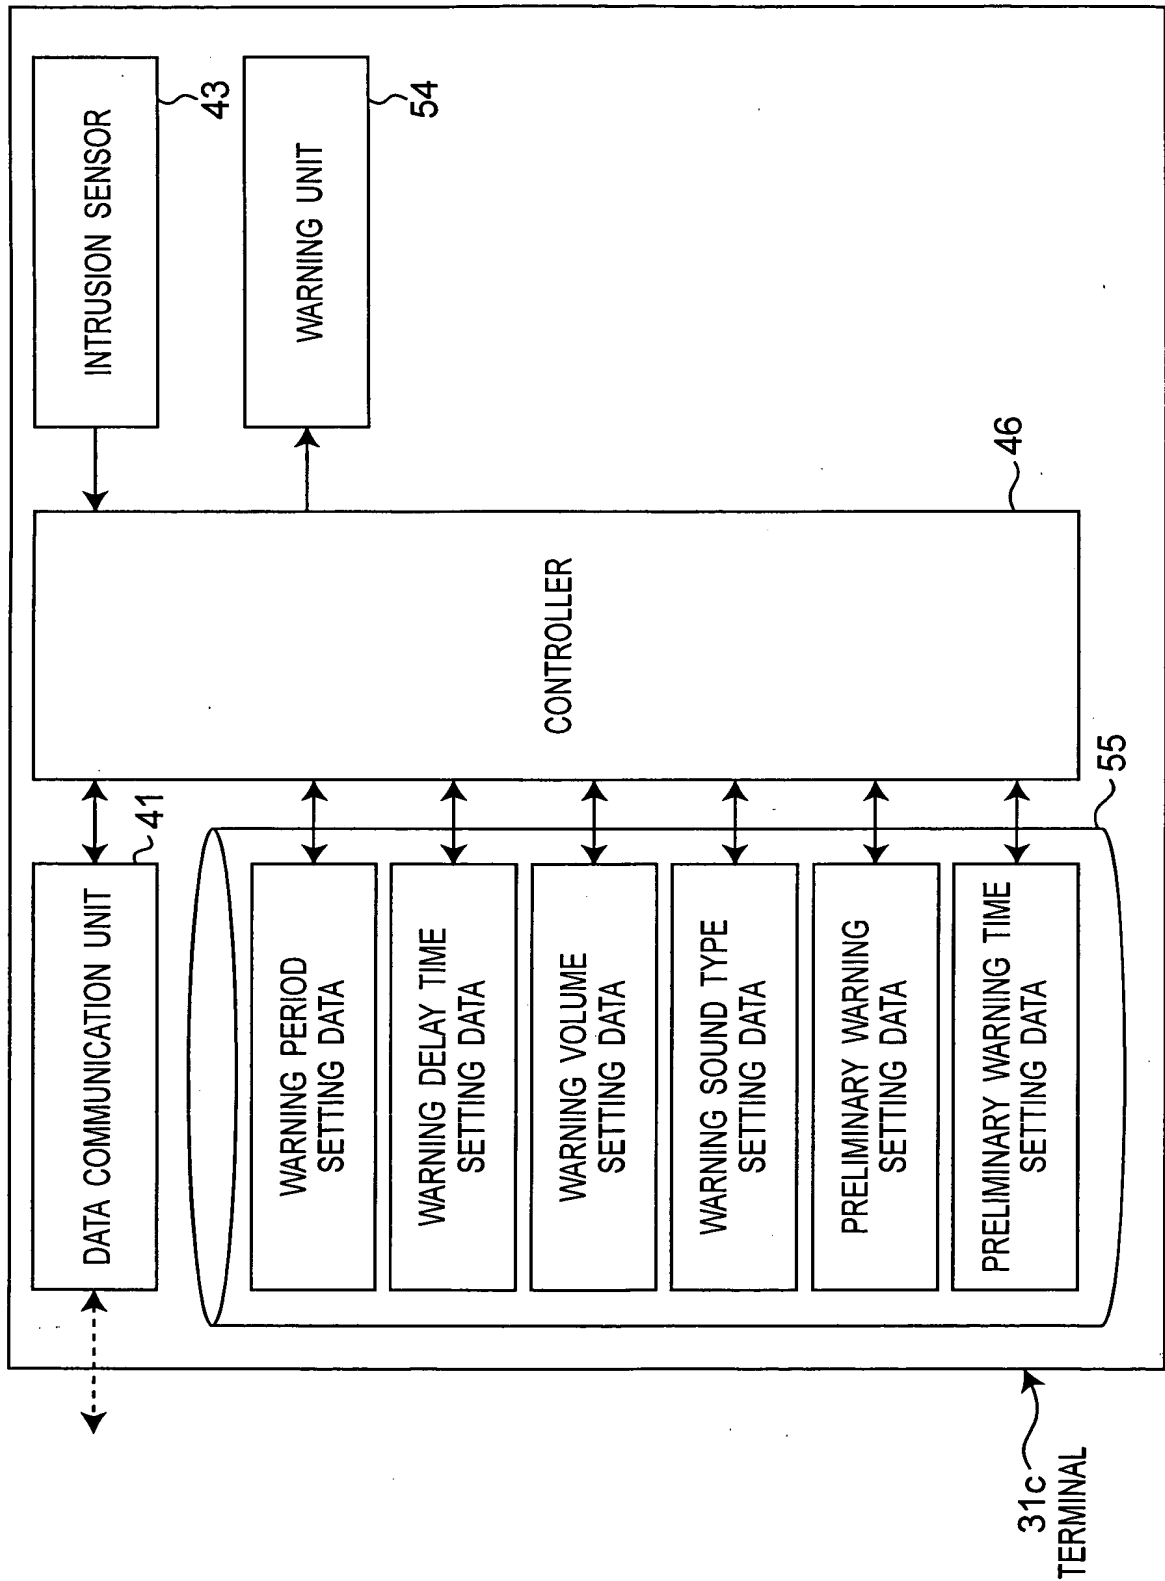 31c
TERMINAL
DATA COMMUNICATION UNIT
41
WARNING PERIOD
SETTING DATA
WARNING DELAY TIME
SETTING DATA
WARNING VOLUME
SETTING DATA
WARNING SOUND TYPE
SETTING DATA
PRELIMINARY WARNING
SETTING DATA
PRELIMINARY WARNING TIME
SETTING DATA
55
CONTROLLER
46
INTRUSION SENSOR
43
WARNING UNIT
54